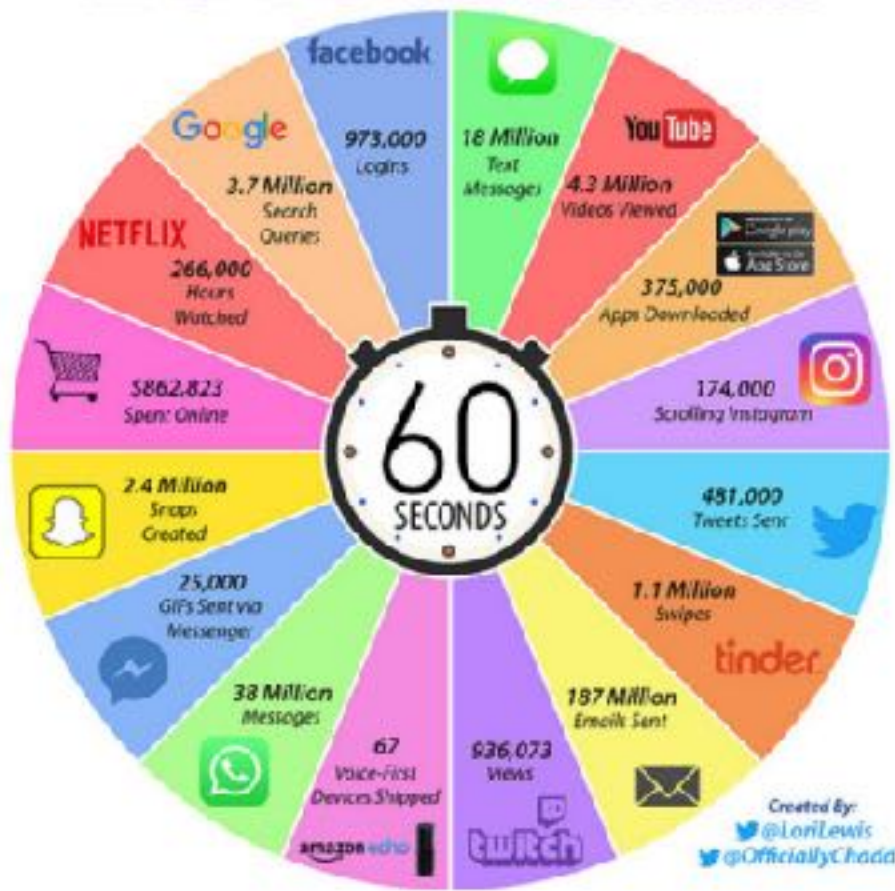 facebook
973,000
Logins
18 Million
Text
Messages
YouTube
4.3 Million
Videos Viewed
Google play
App Store
375,000
Apps Downloaded
174,000
Scrolling Instagram
481,000
Tweets Sent
1.1 Million
Swipes
tinder
187 Million
Emails Sent
936,073
Views
twitch
67
Voice-First
Devices Shipped
amazon echo
38 Million
Messages
25,000
GIFs Sent via
Messenger
2.4 Million
Snaps
Created
$862,823
Spent Online
NETFLIX
266,000
Hours
Watched
Google
3.7 Million
Search
Queries
60
SECONDS
Created By:
@LoriLewis
@OfficiallyChadd